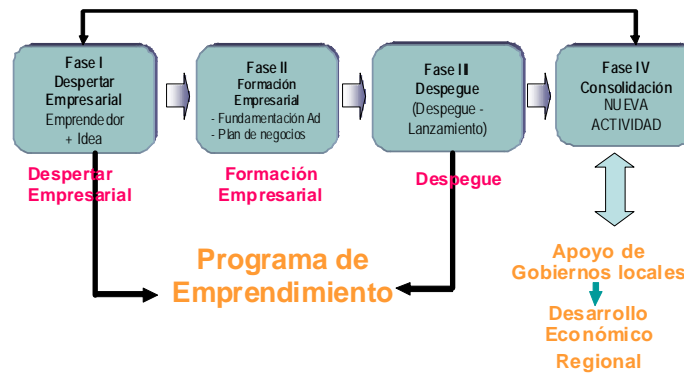 Fase I
Despertar
Empresarial
Emprendedor
+ Idea
Fase II
Formación
Empresarial
- Fundamentación Ad
- Plan de negocios
Fase III
Despegue
(Despegue -
Lanzamiento)
Fase IV
Consolidación
NUEVA
ACTIVIDAD
Despertar
Empresarial
Formación
Empresarial
Despegue
Programa de
Emprendimiento
Apoyo de
Gobiernos locales
Desarrollo
Económico
Regional